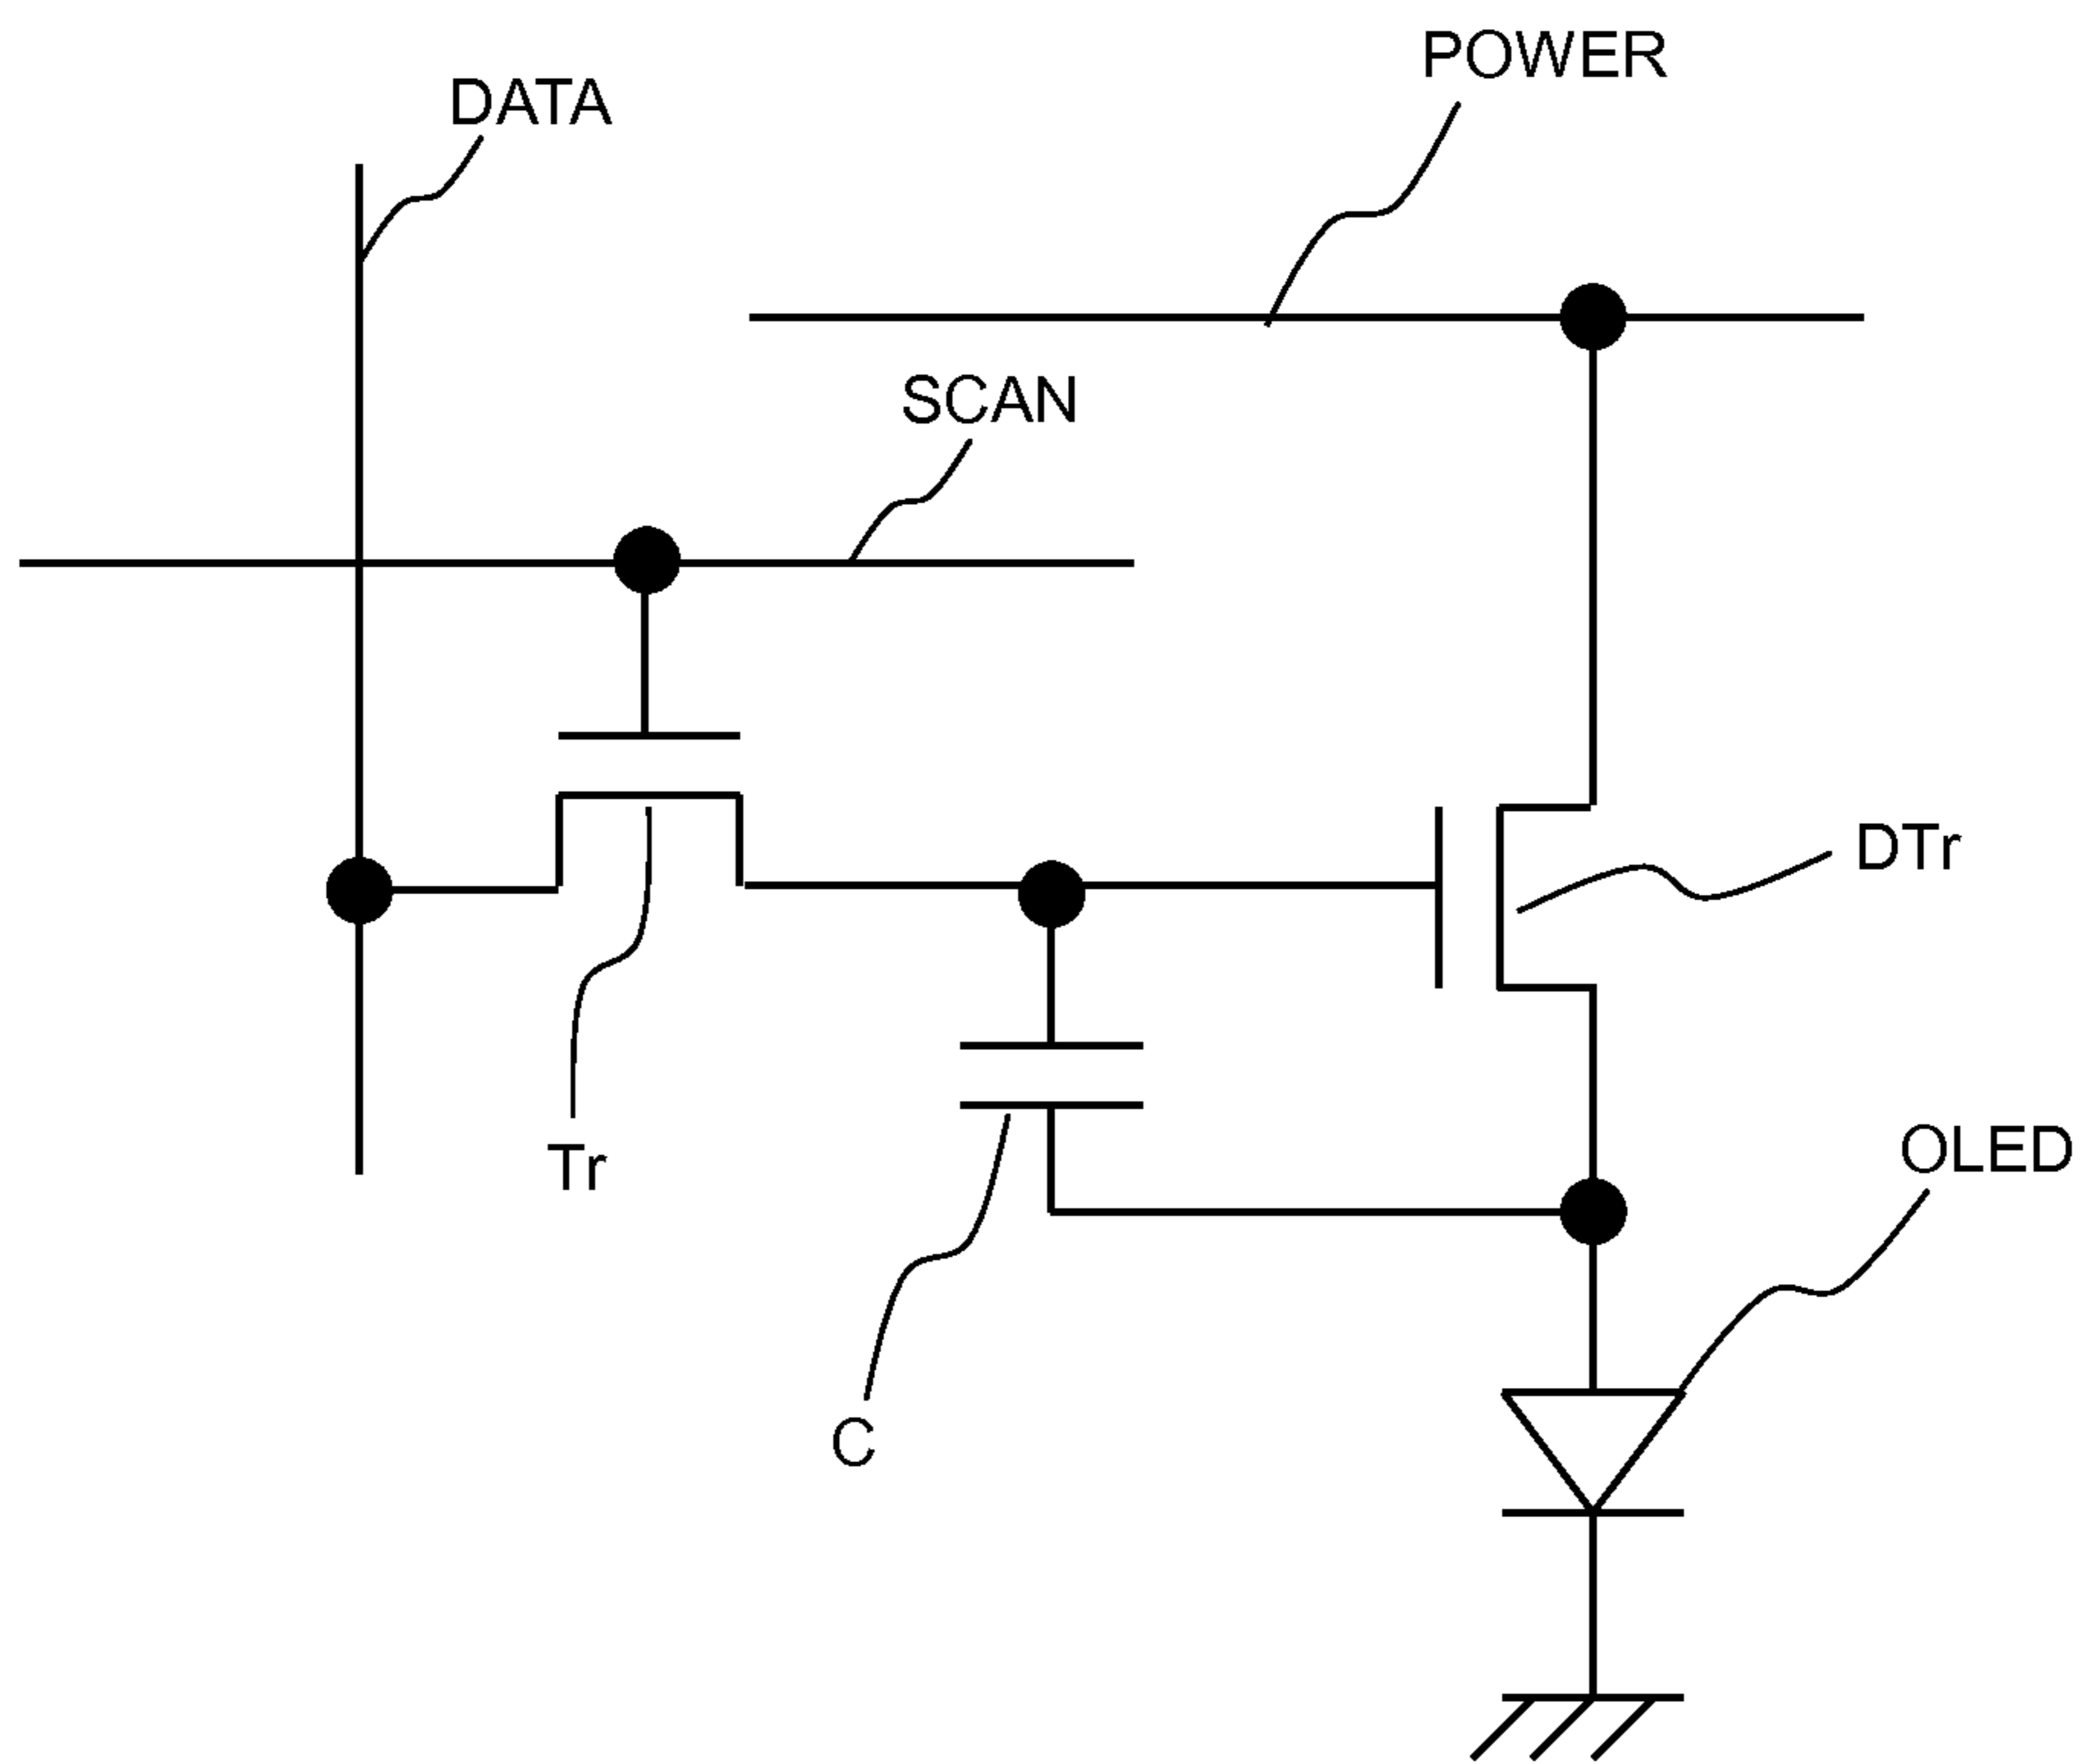 POWER
DATA
SCAN
DTr
OLED
Tr
C